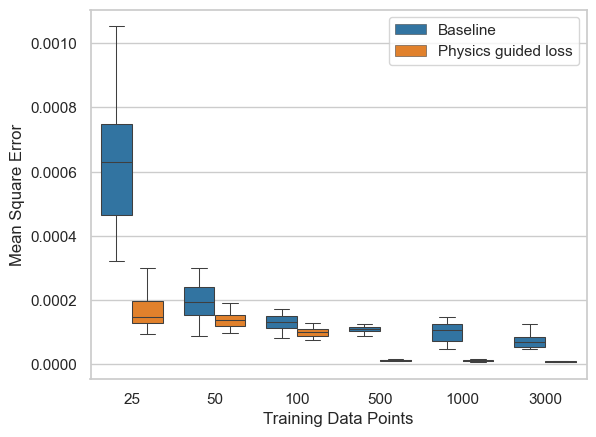 Baseline
Physics guided loss
0.0010
0.0008
0.0006
0.0004
0.0002
0.0000
Mean Square Error
25 50 100 500 1000 3000
Training Data Points